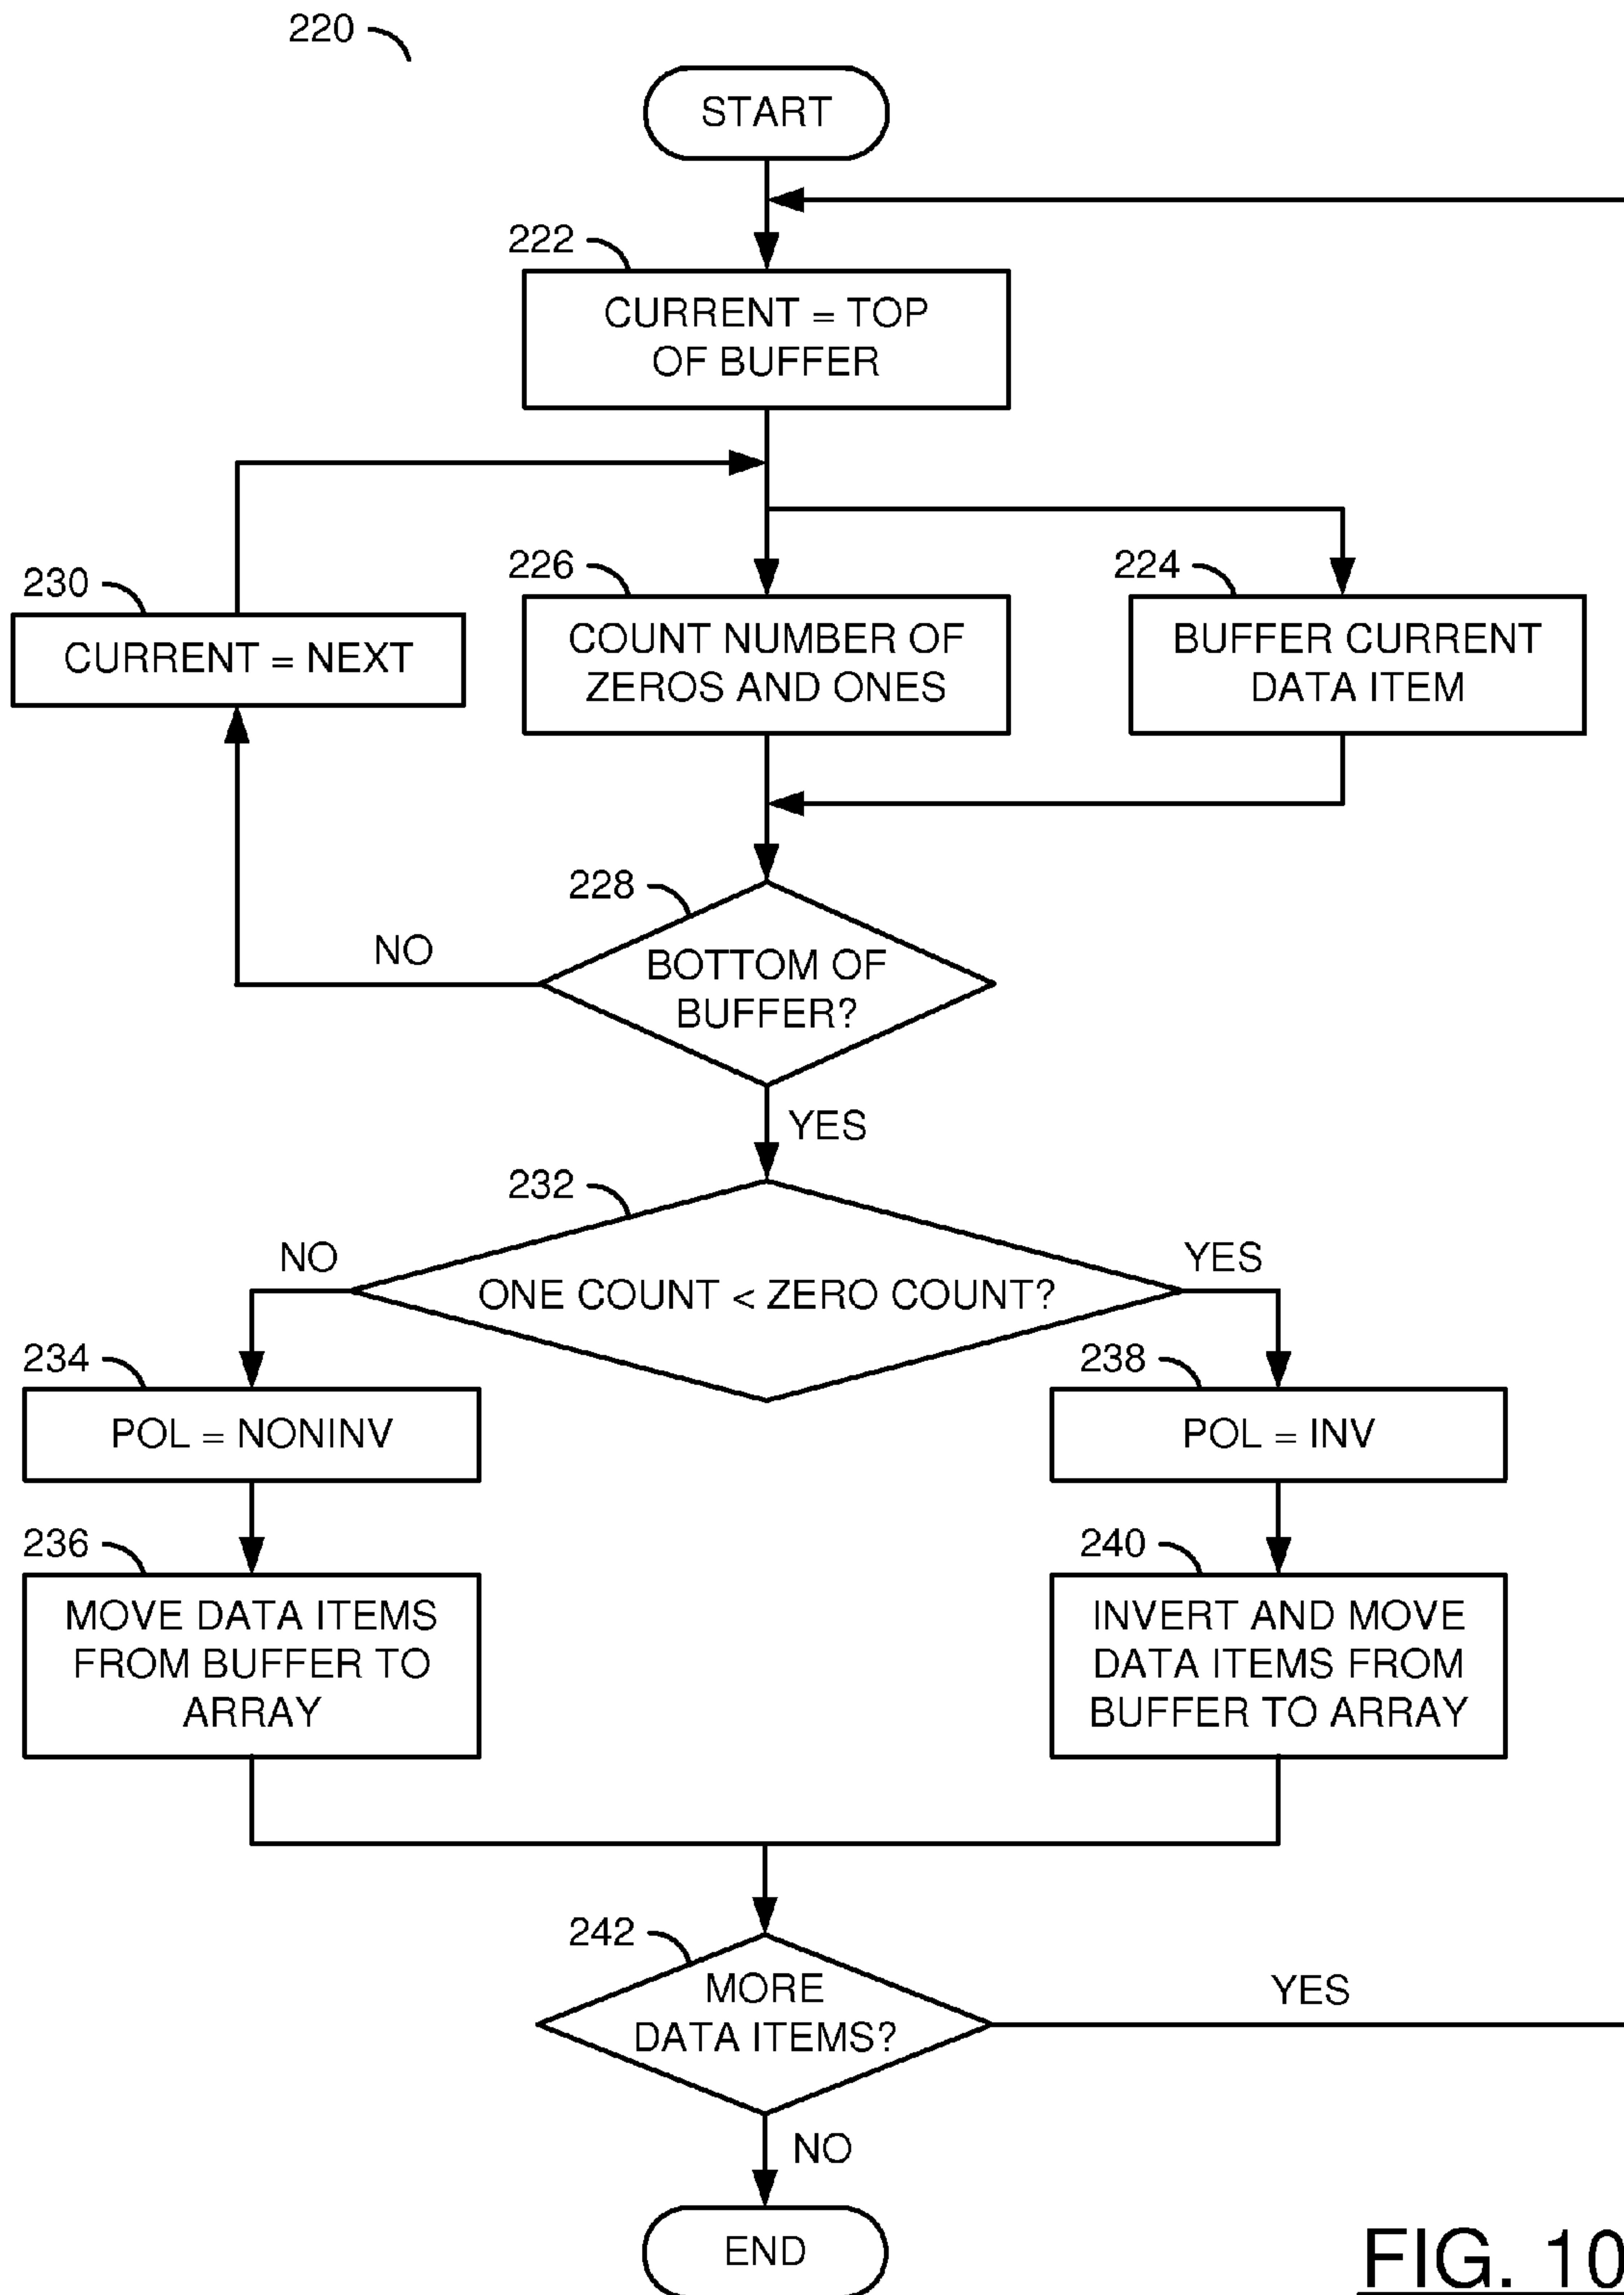 220
START
222
CURRENT = TOP
OF BUFFER
230
CURRENT = NEXT
226
COUNT NUMBER OF
ZEROS AND ONES
224
BUFFER CURRENT
DATA ITEM
228
NO
BOTTOM OF
BUFFER?
YES
232
NO
ONE COUNT < ZERO COUNT?
YES
234
POL = NONINV
238
POL = INV
236
MOVE DATA ITEMS
FROM BUFFER TO
ARRAY
240
INVERT AND MOVE
DATA ITEMS FROM
BUFFER TO ARRAY
242
MORE
DATA ITEMS?
YES
NO
END
FIG. 10